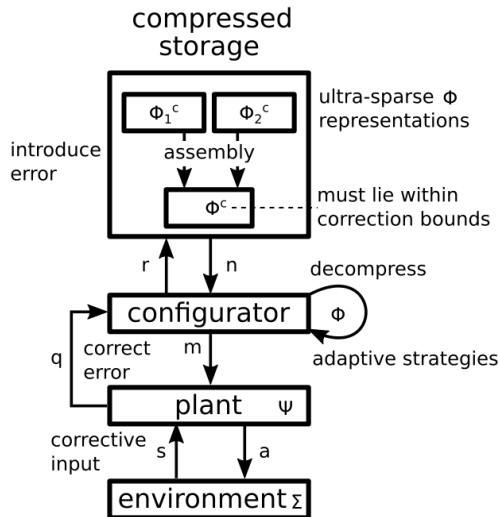 compressed
storage
Φ₁ᶜ
Φ₂ᶜ
ultra-sparse Φ
representations
introduce
error
assembly
Φᶜ
must lie within
correction bounds
r
n
decompress
configurator
Φ
q
correct
error
m
adaptive strategies
plant
Ψ
corrective
input
s
a
environment Σ